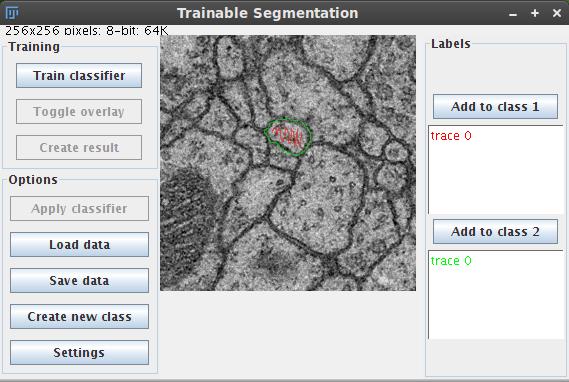 Trainable Segmentation
256x256 pixels; 8-bit; 64K
Training
Train classifier
Toggle overlay
Create result
Options
Apply classifier
Load data
Save data
Create new class
Settings
Labels
Add to class 1
trace 0
Add to class 2
trace 0